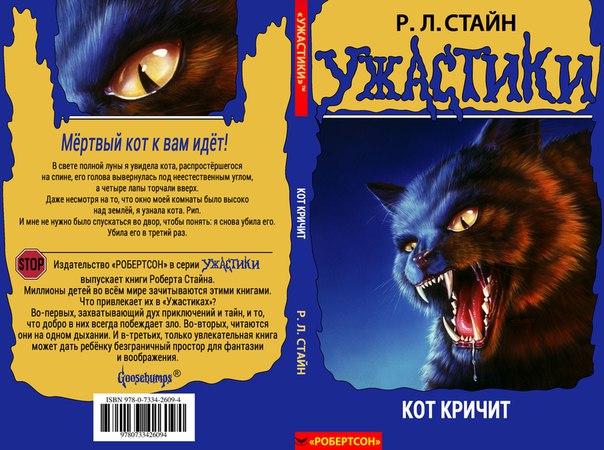 Мёртвый кот к вам идёт!
В свете полной луны я увидела кота, распростёршегося
на спине, его голова вывернулась под неестественным углом,
а четыре лапы торчали вверх.
Даже несмотря на то, что окно моей комнаты было высоко
над землёй, я узнала кота. Рип.
И мне не нужно было спускаться во двор, чтобы понять: я снова убила его.
Убила его в третий раз.
STOP
Издательство «РОБЕРТСОН» в серии УЖАСТИКИ
выпускает книги Роберта Стайна.
Миллионы детей во всём мире зачитываются этими книгами.
Что привлекает их в «Ужастиках»?
Во-первых, захватывающий дух приключений и тайн, и то,
что добро в них всегда побеждает зло. Во-вторых, читаются
они на одном дыхании. И в-третьих, только увлекательная книга
может дать ребёнку безграничный простор для фантазии
и воображения.
Goosebumps®
ISBN 978-0-7334-2609-4
9780733426094
«УЖАСТИКИ»™
КОТ КРИЧИТ
Р. Л. СТАЙН
Р. Л. СТАЙН
УЖАСТИКИ
КОТ КРИЧИТ
«РОБЕРТСОН»